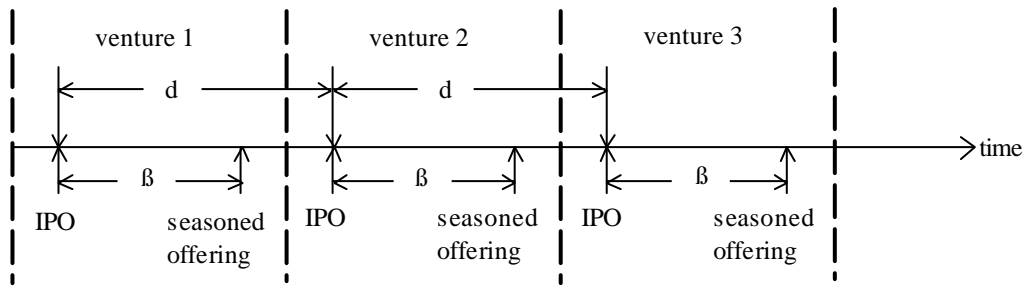 venture 1
venture 2
venture 3
d
d
time
ß
ß
ß
IPO
seasoned
offering
IPO
seasoned
offering
IPO
seasoned
offering